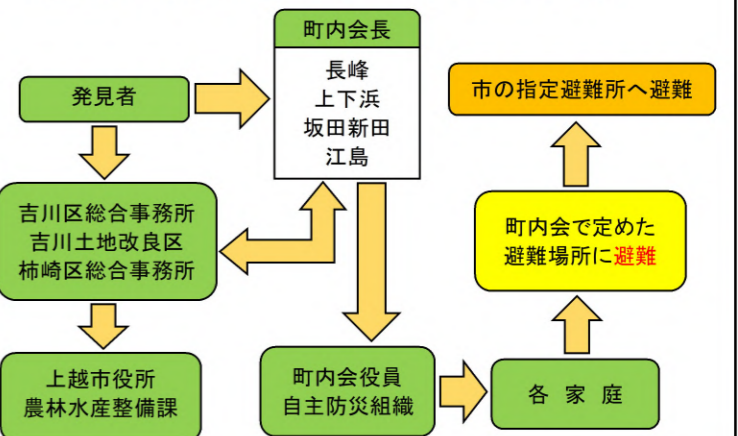 町内会長
長峰
上下浜
坂田新田
江島
発見者
市の指定避難所へ避難
吉川区総合事務所
吉川土地改良区
柿崎区総合事務所
町内会で定めた
避難場所に避難
上越市役所
農林水産整備課
町内会役員
自主防災組織
各 家 庭